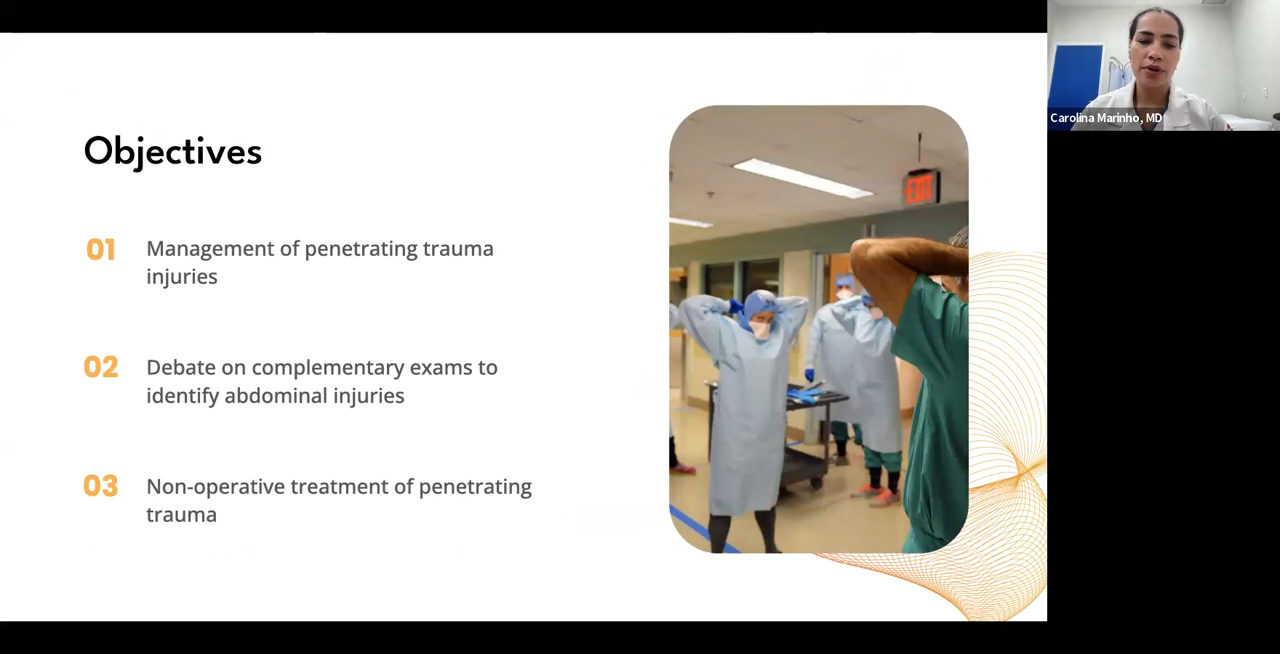 Objectives
01
Management of penetrating trauma
injuries
02
Debate on complementary exams to
identify abdominal injuries
03
Non-operative treatment of penetrating
trauma
EXIT
Carolina Marinho, MD